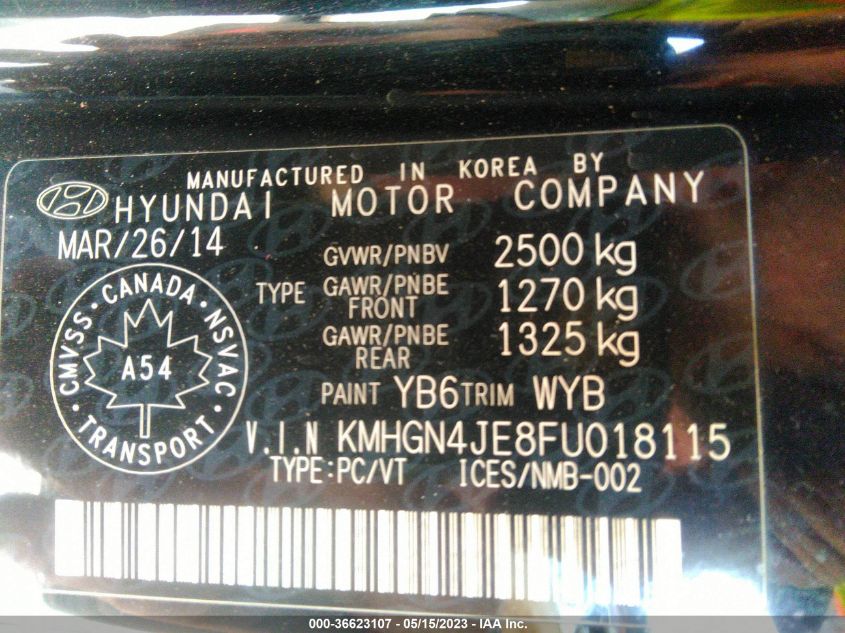 MANUFACTURED IN KOREA BY
HYUNDAI MOTOR COMPANY
MAR/26/14
GVWR/PNBV 2500 kg
TYPE GAWR/PNBE FRONT 1270 kg
GAWR/PNBE REAR 1325 kg
CMVSS · CANADA · NSVAC · TRANSPORT ·
A54
PAINT YB6 TRIM WYB
V.I.N KMHGN4JE8FU018115
TYPE:PC/VT ICES/NMB-002
000-36623107 - 05/15/2023 - IAA Inc.